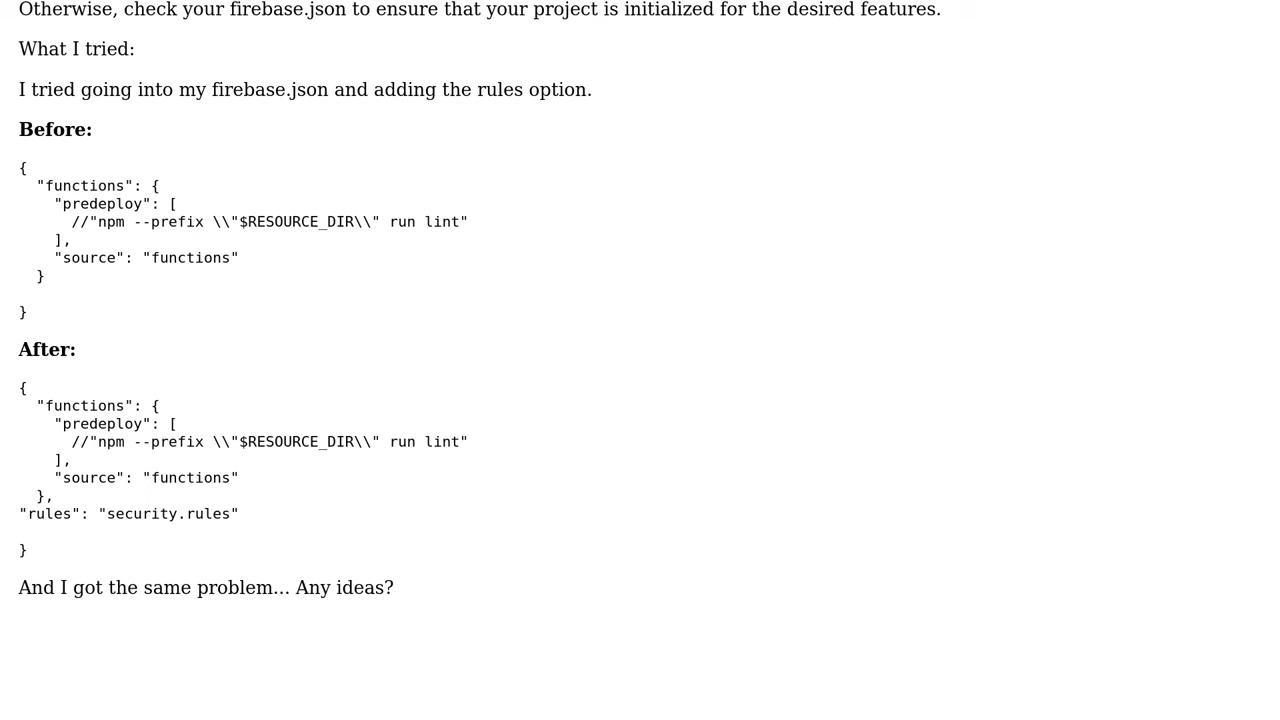 Otherwise, check your firebase.json to ensure that your project is initialized for the desired features.
What I tried:
I tried going into my firebase.json and adding the rules option.
Before:
{
  "functions": {
    "predeploy": [
      //"npm --prefix \\"$RESOURCE_DIR\\" run lint"
    ],
    "source": "functions"
  }
}
After:
{
  "functions": {
    "predeploy": [
      //"npm --prefix \\"$RESOURCE_DIR\\" run lint"
    ],
    "source": "functions"
  },
"rules": "security.rules"
}
And I got the same problem... Any ideas?